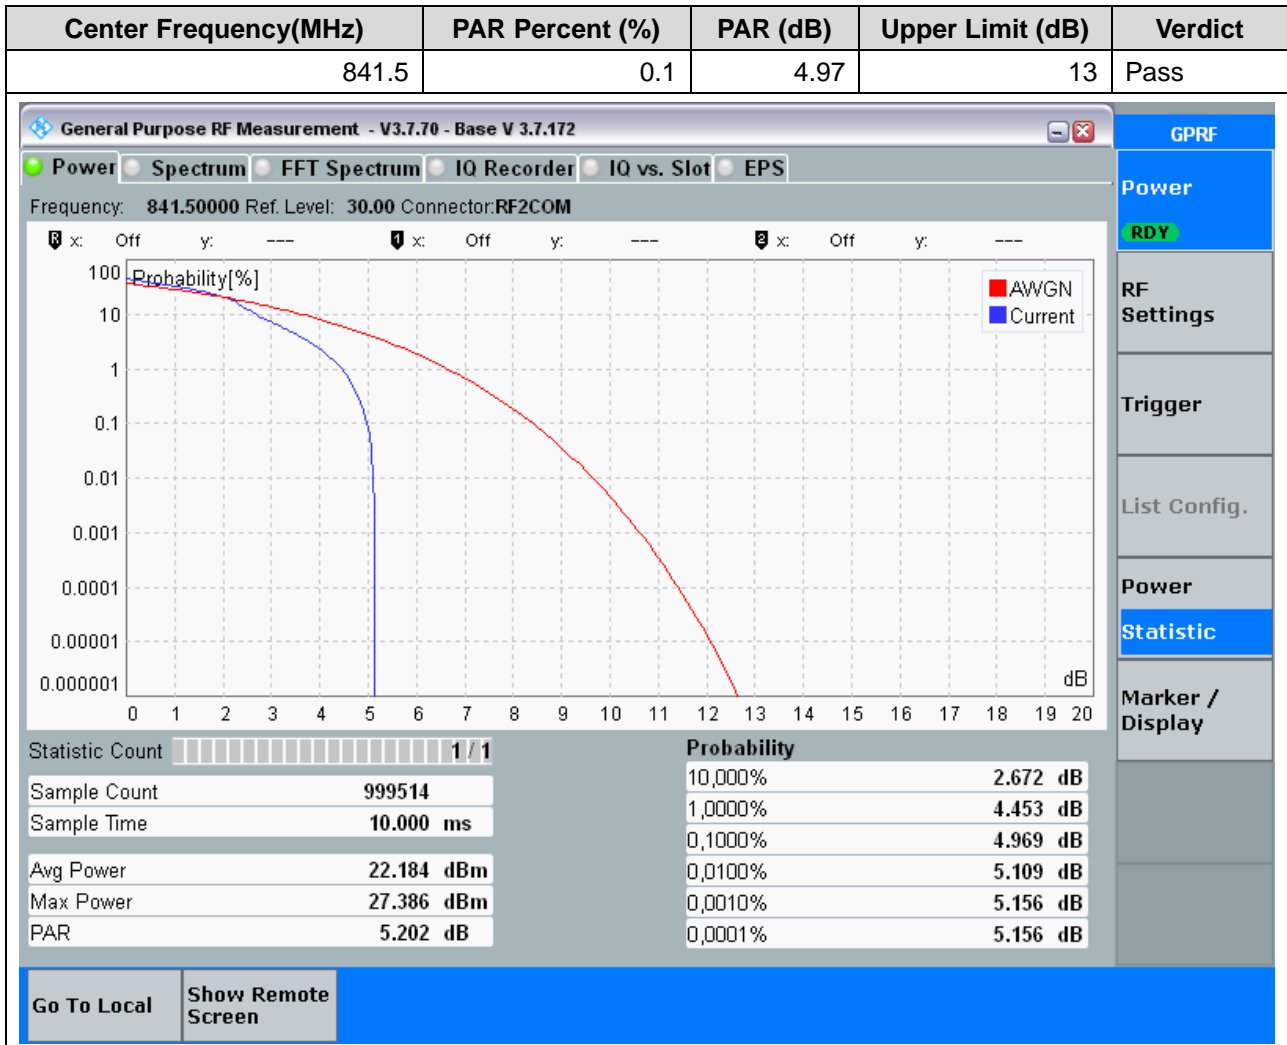 Center Frequency(MHz) PAR Percent (%) PAR (dB) Upper Limit (dB) Verdict
841.5 0.1 4.97 13 Pass
General Purpose RF Measurement - V3.7.70 - Base V 3.7.172
GPRF
Power Spectrum FFT Spectrum IQ Recorder IQ vs. Slot EPS
Power
RDY
Frequency: 841.50000 Ref. Level: 30.00 Connector:RF2COM
R x: Off y: --- 1 x: Off y: --- 2 x: Off y: ---
Probability[%]
AWGN
Current
100
10
1
0.1
0.01
0.001
0.0001
0.00001
0.000001
dB
0 1 2 3 4 5 6 7 8 9 10 11 12 13 14 15 16 17 18 19 20
RF
Settings
Trigger
List Config.
Power
Statistic
Marker /
Display
Statistic Count 1 / 1
Sample Count 999514
Sample Time 10.000 ms
Avg Power 22.184 dBm
Max Power 27.386 dBm
PAR 5.202 dB
Probability
10,000% 2.672 dB
1,0000% 4.453 dB
0,1000% 4.969 dB
0,0100% 5.109 dB
0,0010% 5.156 dB
0,0001% 5.156 dB
Go To Local
Show Remote
Screen